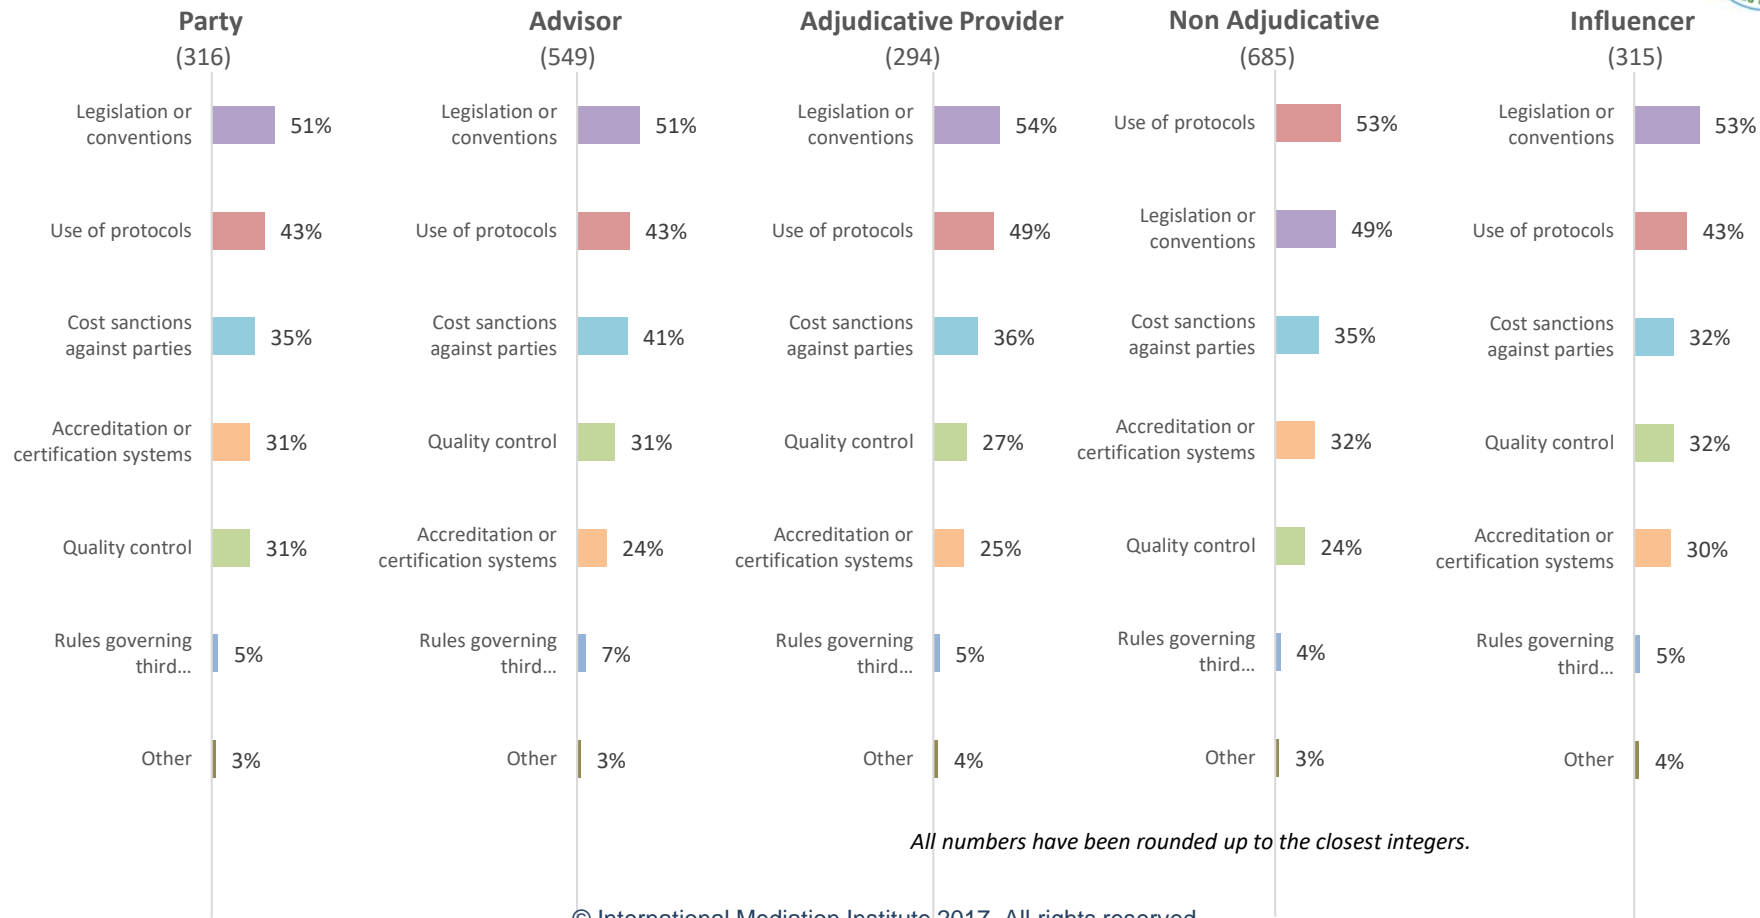 Party
(316)
Legislation or
conventions
51%
Use of protocols
43%
Cost sanctions
against parties
35%
Accreditation or
certification systems
31%
Quality control
31%
Rules governing
third...
5%
Other
3%
Advisor
(549)
Legislation or
conventions
51%
Use of protocols
43%
Cost sanctions
against parties
41%
Quality control
31%
Accreditation or
certification systems
24%
Rules governing
third...
7%
Other
3%
Adjudicative Provider
(294)
Legislation or
conventions
54%
Use of protocols
49%
Cost sanctions
against parties
36%
Quality control
27%
Accreditation or
certification systems
25%
Rules governing
third...
5%
Other
4%
Non Adjudicative
(685)
Use of protocols
53%
Legislation or
conventions
49%
Cost sanctions
against parties
35%
Accreditation or
certification systems
32%
Quality control
24%
Rules governing
third...
4%
Other
3%
Influencer
(315)
Legislation or
conventions
53%
Use of protocols
43%
Cost sanctions
against parties
32%
Quality control
32%
Accreditation or
certification systems
30%
Rules governing
third...
5%
Other
4%
All numbers have been rounded up to the closest integers.
© International Mediation Institute 2017. All rights reserved